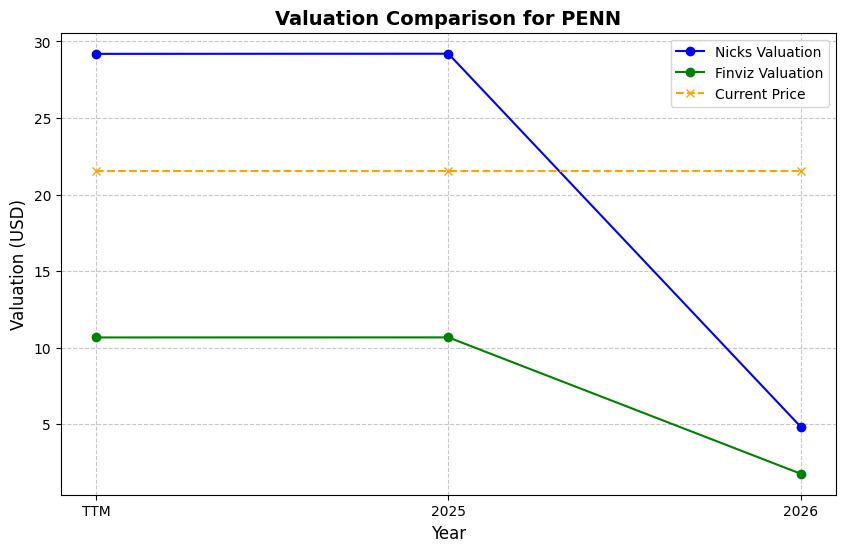 Valuation Comparison for PENN
Nicks Valuation
Finviz Valuation
Current Price
Valuation (USD)
30
25
20
15
10
5
TTM
2025
2026
Year